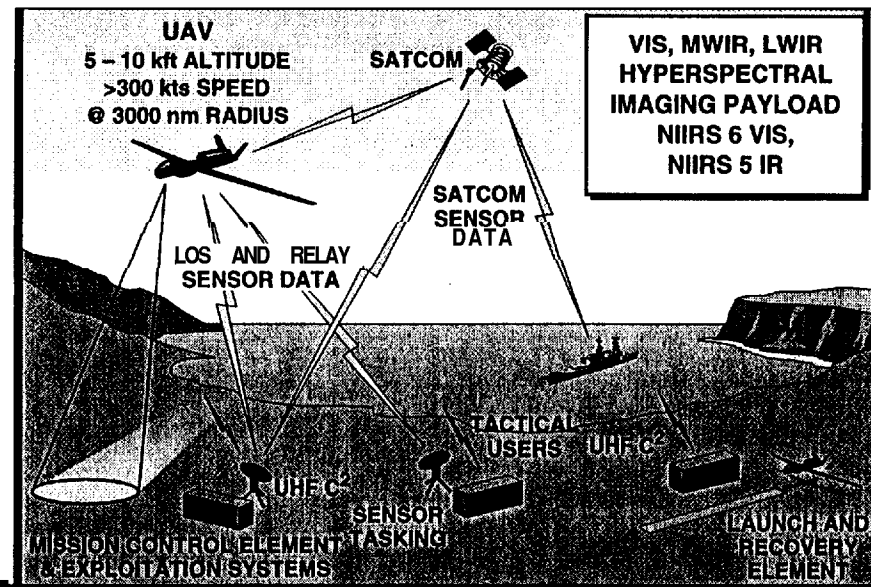 UAV
5 – 10 kft ALTITUDE
>300 kts SPEED
@ 3000 nm RADIUS
SATCOM
VIS, MWIR, LWIR
HYPERSPECTRAL
IMAGING PAYLOAD
NIIRS 6 VIS,
NIIRS 5 IR
SATCOM
SENSOR
DATA
LOS AND RELAY
SENSOR DATA
TACTICAL
USERS
UHF C²
UHF C²
SENSOR
TASKING
MISSION CONTROL ELEMENT
& EXPLOITATION SYSTEMS
LAUNCH AND
RECOVERY
ELEMENT